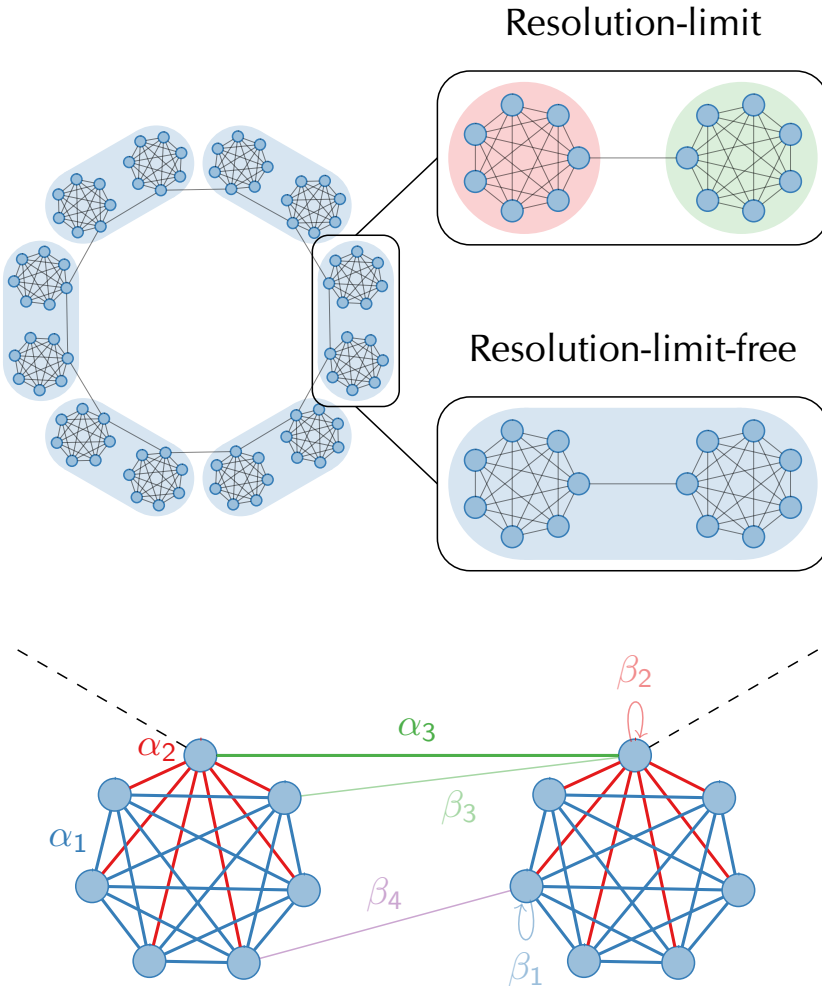 Resolution-limit
Resolution-limit-free
β₂
α₃
α₂
β₃
α₁
β₄
β₁